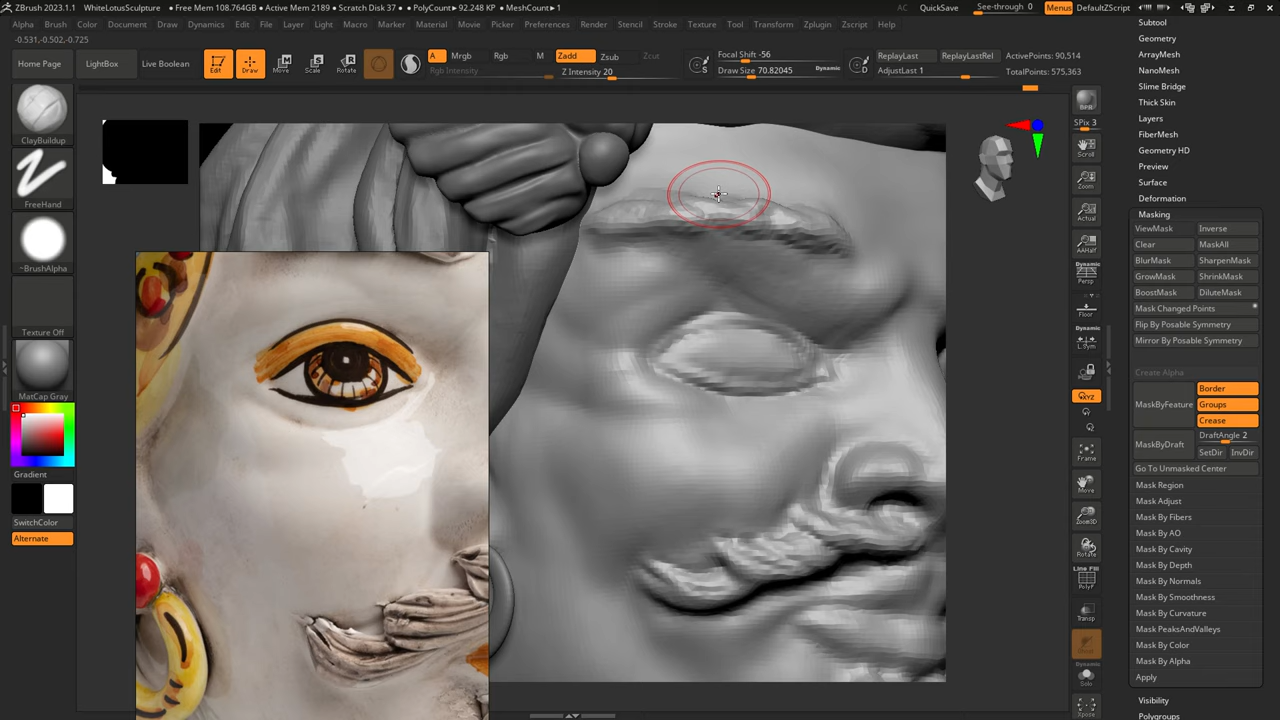 ZBrush 2023.1.1 WhiteLotusSculpture • Free Mem 108.764GB • Active Mem 2189 • Scratch Disk 37 • PolyCount▸ 92.248 KP • MeshCount▸ 1 AC QuickSave See-through 0 Menus DefaultZScript
Alpha Brush Color Document Draw Dynamics Edit File Layer Light Macro Marker Material Movie Picker Preferences Render Stencil Stroke Texture Tool Transform Zplugin Zscript Help
-0.531,-0.502,-0.725
Home Page LightBox Live Boolean
Edit Draw Move Scale Rotate
A Mrgb Rgb M Zadd Zsub Zcut
Rgb Intensity Z Intensity 20
S Focal Shift -56
Draw Size 70.82045 Dynamic
D ReplayLast ReplayLastRel ActivePoints: 90,514
AdjustLast 1 TotalPoints: 575,363
ClayBuildup
FreeHand
~BrushAlpha
Texture Off
MatCap Gray
Gradient
SwitchColor
Alternate
BPR
SPix 3
Scroll
Zoom
Actual
AAHalf
Dynamic
Persp
Floor
Dynamic
L.Sym
XYZ
Frame
Move
Zoom3D
Rotate
Line Fill
PolyF
Transp
Dynamic
Solo
Xpose
Subtool
Geometry
ArrayMesh
NanoMesh
Slime Bridge
Thick Skin
Layers
FiberMesh
Geometry HD
Preview
Surface
Deformation
Masking
ViewMask Inverse
Clear MaskAll
BlurMask SharpenMask
GrowMask ShrinkMask
BoostMask DiluteMask
Mask Changed Points
Flip By Posable Symmetry
Mirror By Posable Symmetry
Create Alpha
MaskByFeature Border
Groups
Crease
MaskByDraft DraftAngle 2
SetDir InvDir
Go To Unmasked Center
Mask Region
Mask Adjust
Mask By Fibers
Mask By AO
Mask By Cavity
Mask By Depth
Mask By Normals
Mask By Smoothness
Mask By Curvature
Mask PeaksAndValleys
Mask By Color
Mask By Alpha
Apply
Visibility
Polygroups